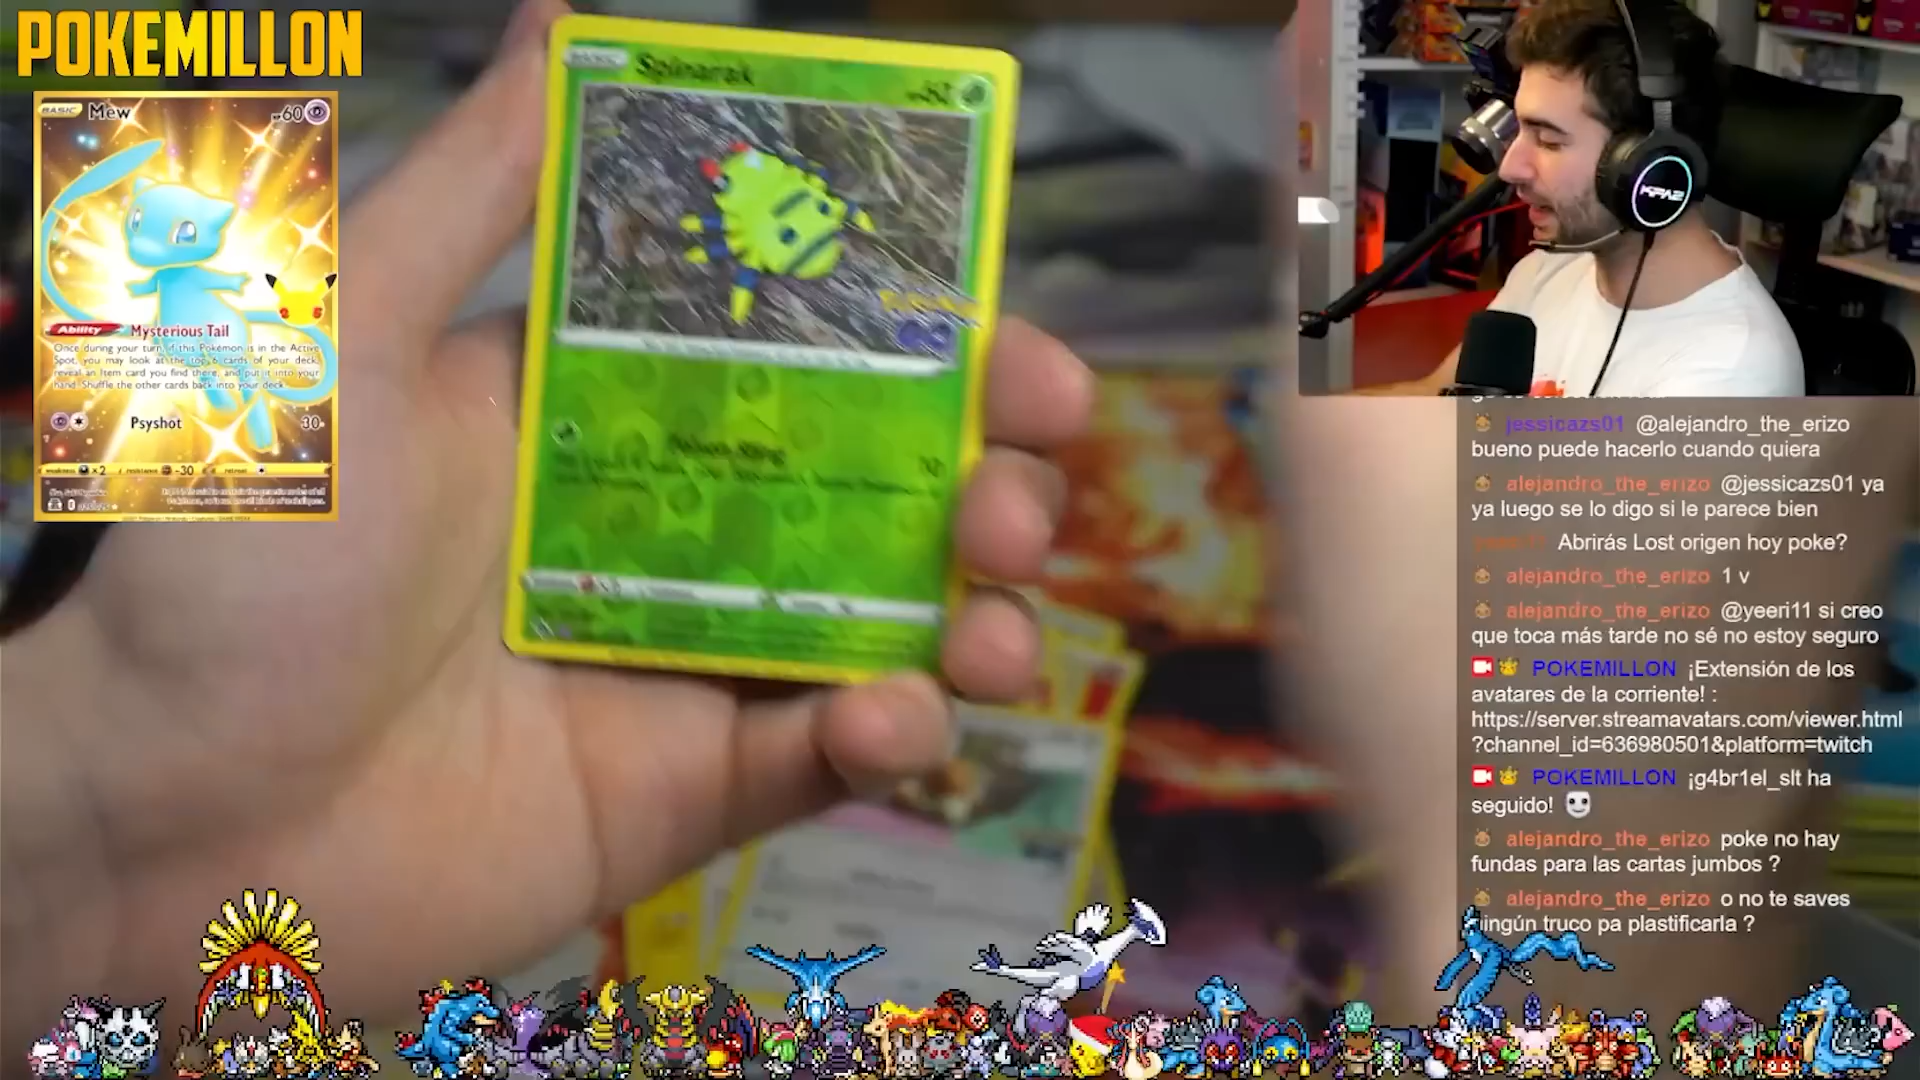 POKEMILLON
BASIC Mew 60
Ability Mysterious Tail
Once during your turn, if this Pokémon is in the Active
Spot, you may look at the top 6 cards of your deck,
reveal an Item card you find there, and put it into your
hand. Shuffle the other cards back into your deck.
Psyshot 30
weakness ×2 resistance -30 retreat
BASIC Spinarak
jessicazs01 @alejandro_the_erizo
bueno puede hacerlo cuando quiera
alejandro_the_erizo @jessicazs01 ya
ya luego se lo digo si le parece bien
Abrirás Lost origen hoy poke?
alejandro_the_erizo 1 v
alejandro_the_erizo @yeeri11 si creo
que toca más tarde no sé no estoy seguro
POKEMILLON ¡Extensión de los
avatares de la corriente! :
https://server.streamavatars.com/viewer.html
?channel_id=636980501&platform=twitch
POKEMILLON ¡g4br1el_slt ha
seguido!
alejandro_the_erizo poke no hay
fundas para las cartas jumbos ?
alejandro_the_erizo o no te saves
ningún truco pa plastificarla ?